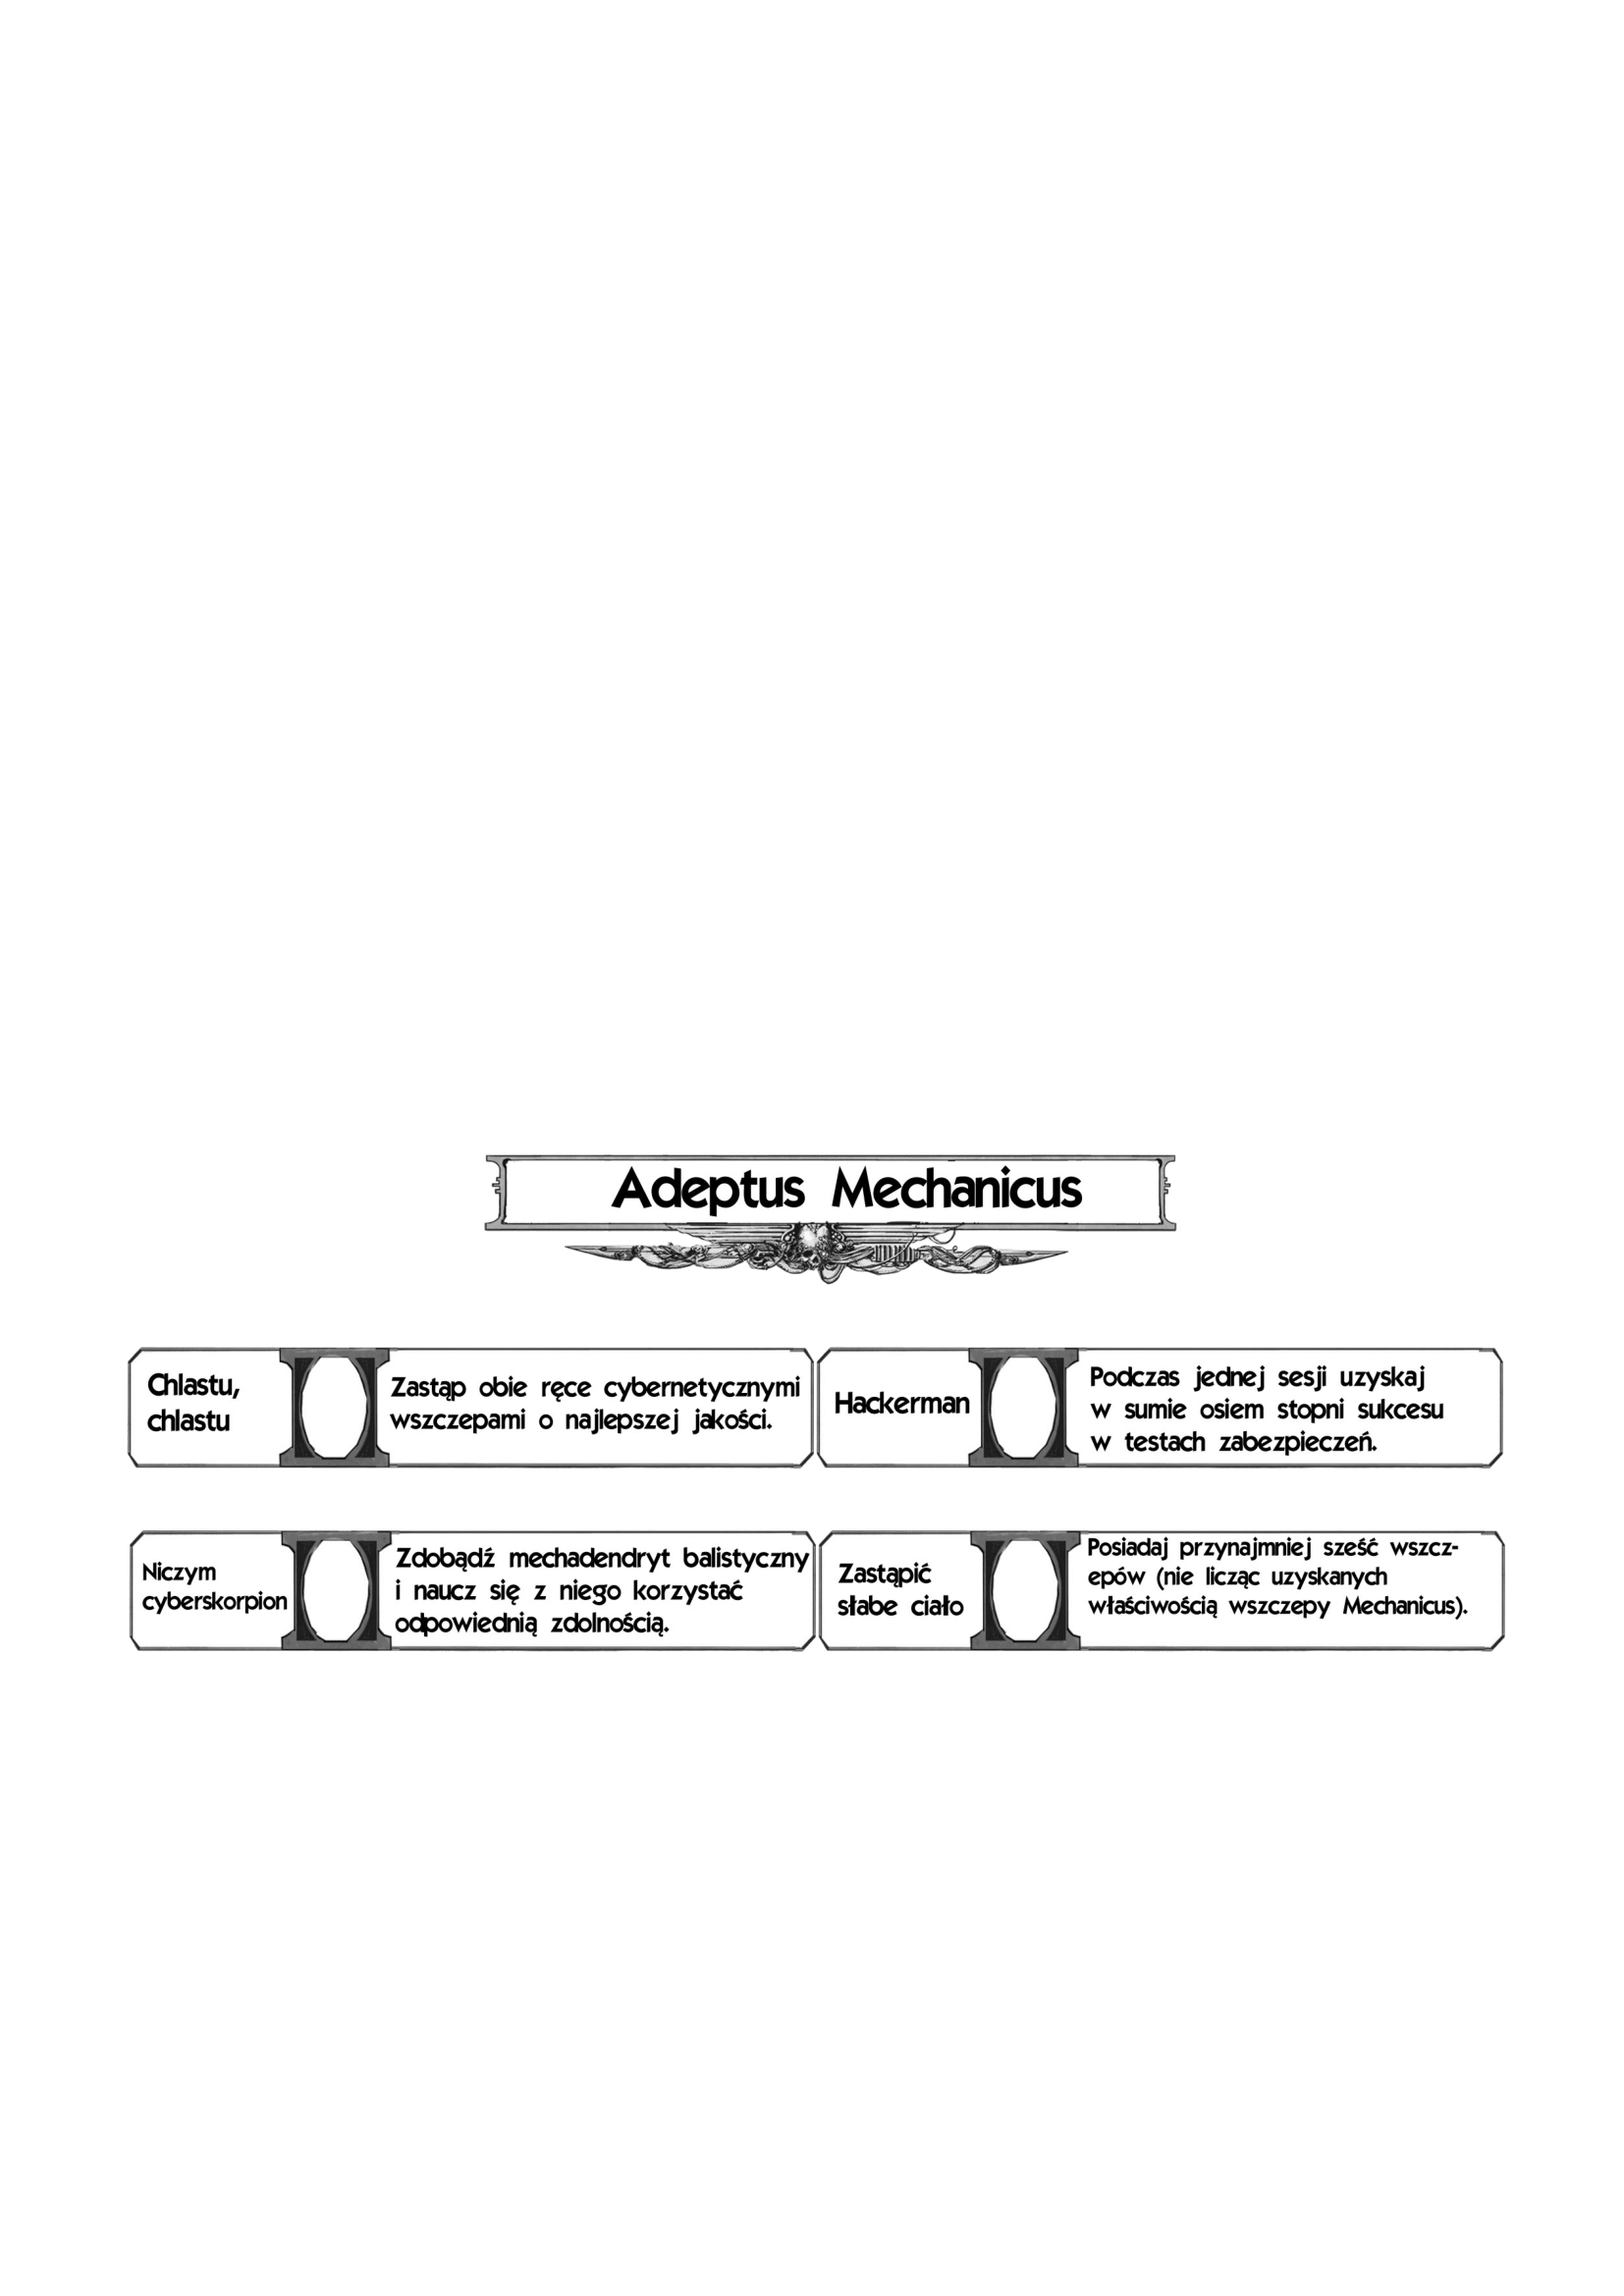 Adeptus Mechanicus
Chlastu,
chlastu
Zastąp obie ręce cybernetycznymi
wszczepami o najlepszej jakości.
Hackerman
Podczas jednej sesji uzyskaj
w sumie osiem stopni sukcesu
w testach zabezpieczeń.
Niczym
cyberskorpion
Zdobądź mechadendryt balistyczny
i naucz się z niego korzystać
odpowiednią zdolnością.
Zastąpić
słabe ciało
Posiadaj przynajmniej sześć wszcz-
epów (nie licząc uzyskanych
właściwością wszczepy Mechanicus).